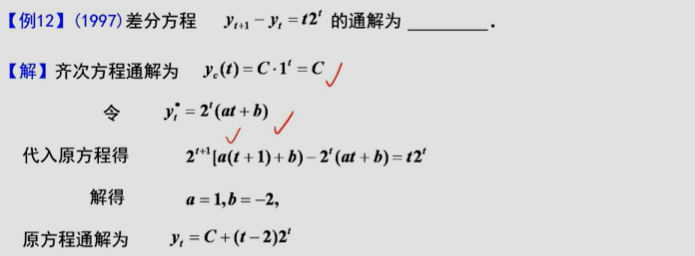 【例12】(1997)差分方程 y_{t+1} - y_t = t2^t 的通解为 ________.
【解】齐次方程通解为 y_c(t) = C·1^t = C
令 y_t^* = 2^t(at + b)
代入原方程得 2^{t+1}[a(t + 1) + b) - 2^t(at + b) = t2^t
解得 a = 1, b = -2,
原方程通解为 y_t = C + (t - 2)2^t